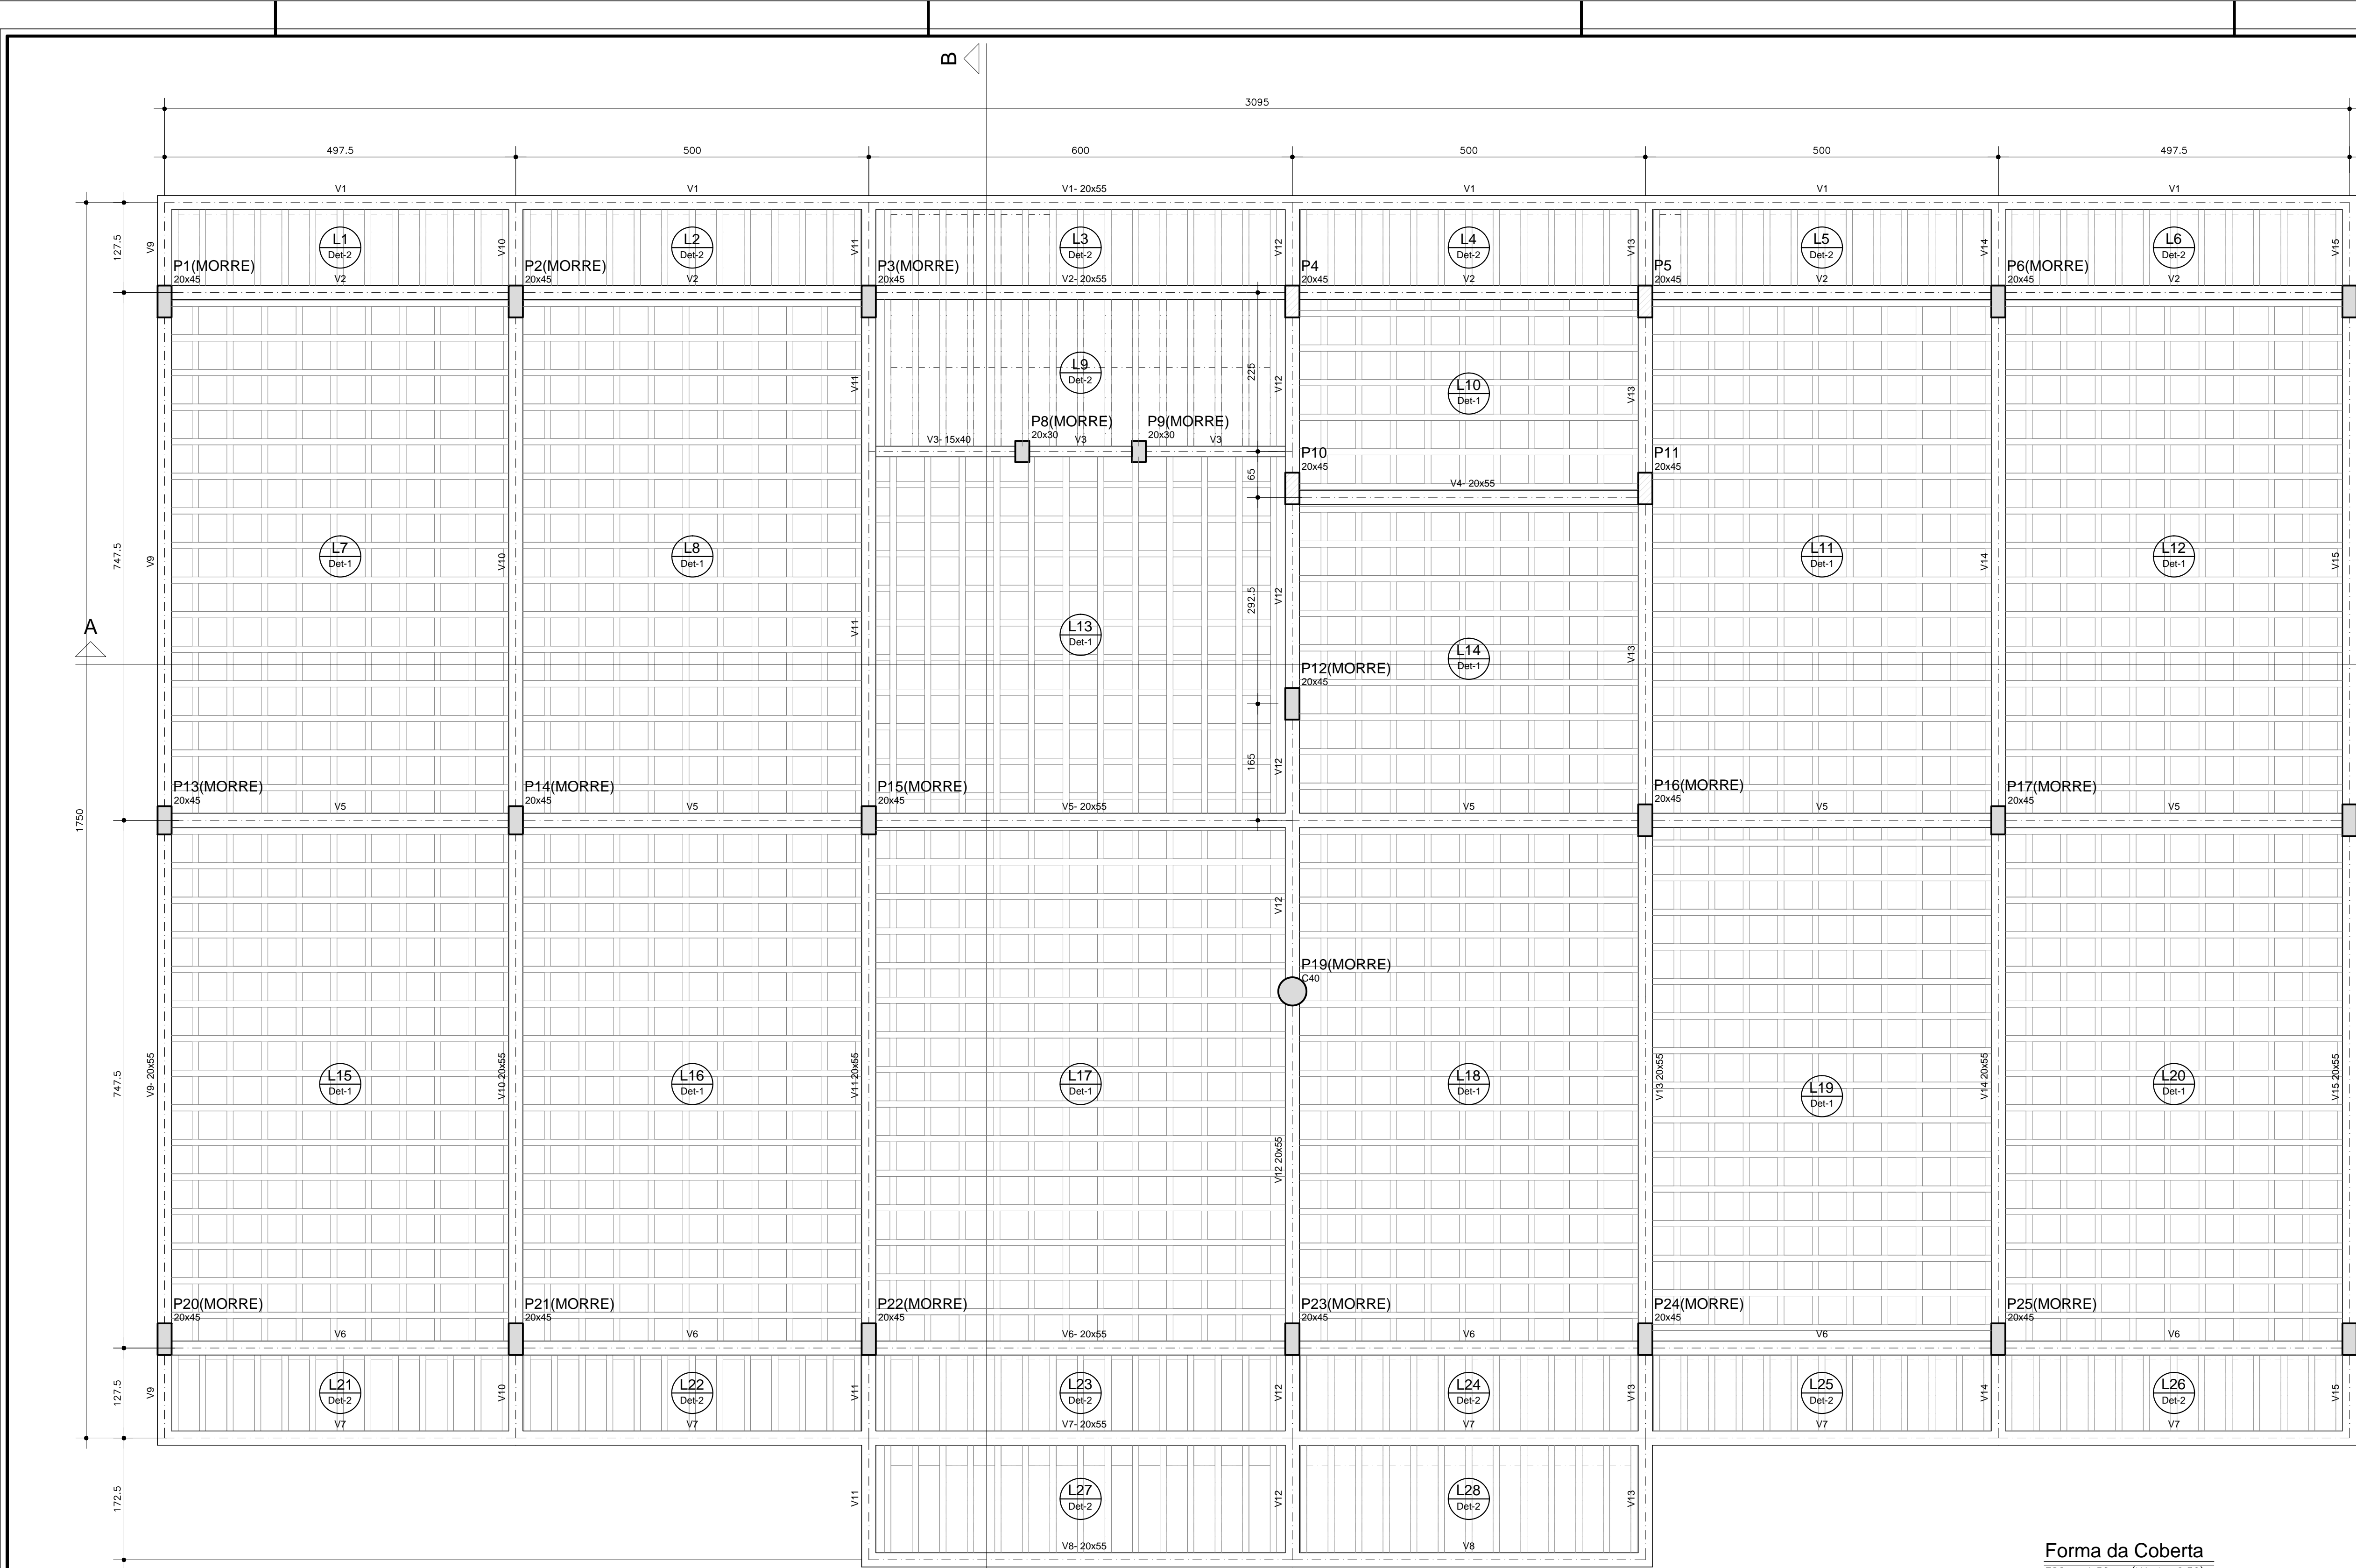 B
3095
497.5 500 600 500 500 497.5
V1 V1 V1- 20x55 V1 V1 V1
127.5 V9 L1 Det-2 V10 L2 Det-2 V11 L3 Det-2 V12 L4 Det-2 V13 L5 Det-2 V14 L6 Det-2 V15
P1(MORRE) P2(MORRE) P3(MORRE) P4 P5 P6(MORRE)
20x45 V2 20x45 V2 20x45 V2- 20x55 20x45 V2 20x45 V2 20x45 V2
V11 L9 Det-2 225 V12 L10 Det-1 V13
P8(MORRE) P9(MORRE)
V3- 15x40 20x30 V3 20x30 V3
P10 P11
20x45 20x45
65 V4- 20x55
747.5 V9 L7 Det-1 V10 L8 Det-1 L11 Det-1 V14 L12 Det-1 V15
292.5 V12
A V11 L13 Det-1 L14 Det-1 V13
P12(MORRE)
20x45
165 V12
P13(MORRE) P14(MORRE) P15(MORRE) P16(MORRE) P17(MORRE)
20x45 V5 20x45 V5 20x45 V5- 20x55 V5 20x45 V5 20x45 V5
1750
V12
P19(MORRE)
C40
747.5 V9- 20x55 L15 Det-1 V10 20x55 L16 Det-1 V11 20x55 L17 Det-1 L18 Det-1 V13 20x55 L19 Det-1 V14 20x55 L20 Det-1 V15 20x55
V12 20x55
P20(MORRE) P21(MORRE) P22(MORRE) P23(MORRE) P24(MORRE) P25(MORRE)
20x45 V6 20x45 V6 20x45 V6- 20x55 20x45 V6 20x45 V6 20x45 V6
127.5 V9 L21 Det-2 V10 L22 Det-2 V11 L23 Det-2 V12 L24 Det-2 V13 L25 Det-2 V14 L26 Det-2 V15
V7 V7 V7- 20x55 V7 V7 V7
172.5 V11 L27 Det-2 V12 L28 Det-2 V13
V8- 20x55 V8
Forma da Coberta